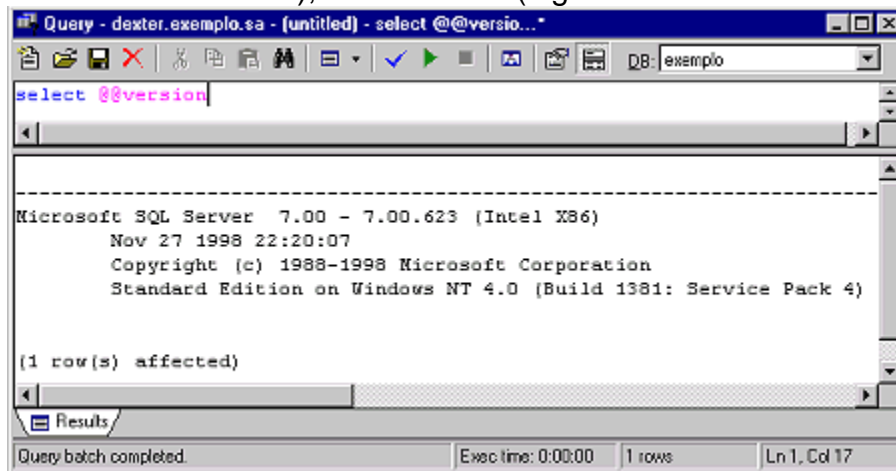 Query - dexter.exemplo.sa - (untitled) - select @@versio...*
DB: exemplo
select @@version
--------------------------------------------------------------------------------
Microsoft SQL Server 7.00 - 7.00.623 (Intel X86)
Nov 27 1998 22:20:07
Copyright (c) 1988-1998 Microsoft Corporation
Standard Edition on Windows NT 4.0 (Build 1381: Service Pack 4)
(1 row(s) affected)
Results
Query batch completed. Exec time: 0:00:00 1 rows Ln 1, Col 17